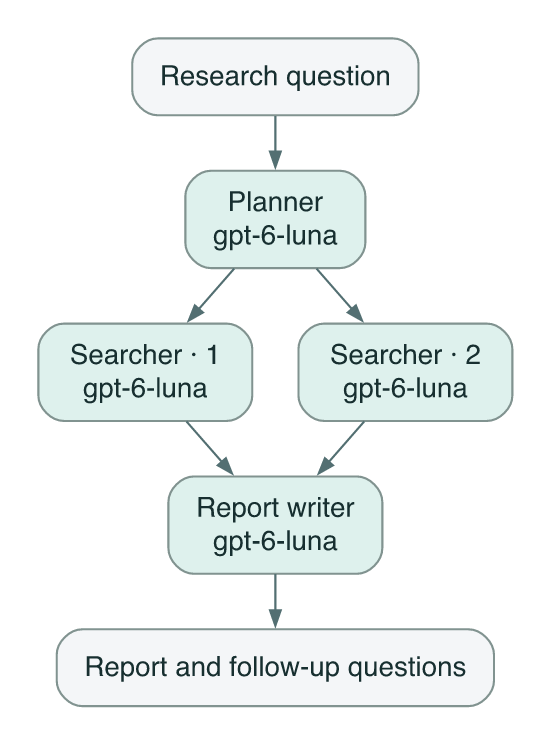 Research question
Planner
gpt-6-luna
Searcher · 1
gpt-6-luna
Searcher · 2
gpt-6-luna
Report writer
gpt-6-luna
Report and follow-up questions